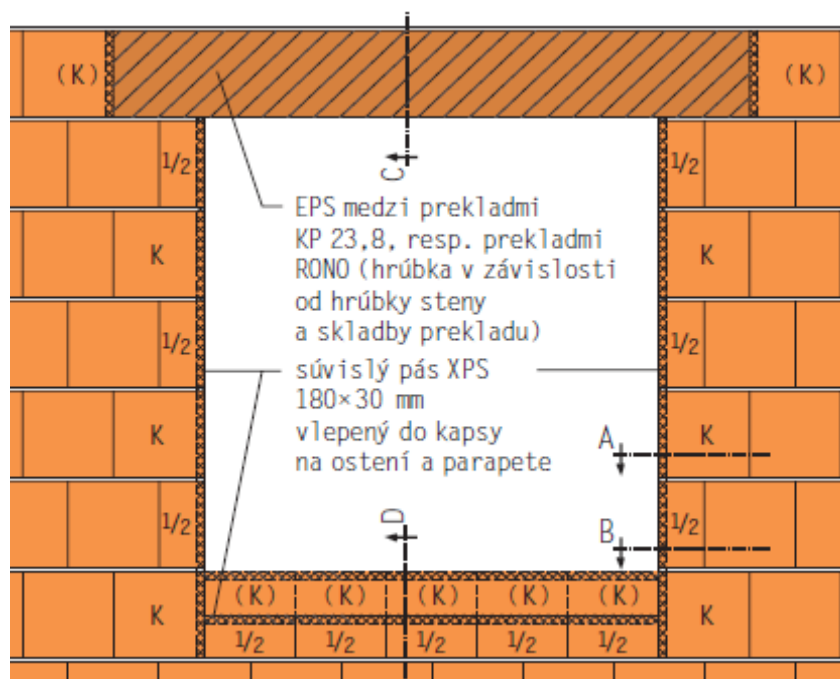 (K) (K)
1/2 C 1/2
EPS medzi prekladmi
KP 23,8, resp. prekladmi
K RONO (hrúbka v závislosti K
od hrúbky steny
a skladby prekladu)
1/2 1/2
súvislý pás XPS
180×30 mm
vlepený do kapsy
K A K
na ostení a parapete
1/2 D B 1/2
(K) (K) (K) (K) (K)
K K
1/2 1/2 1/2 1/2 1/2